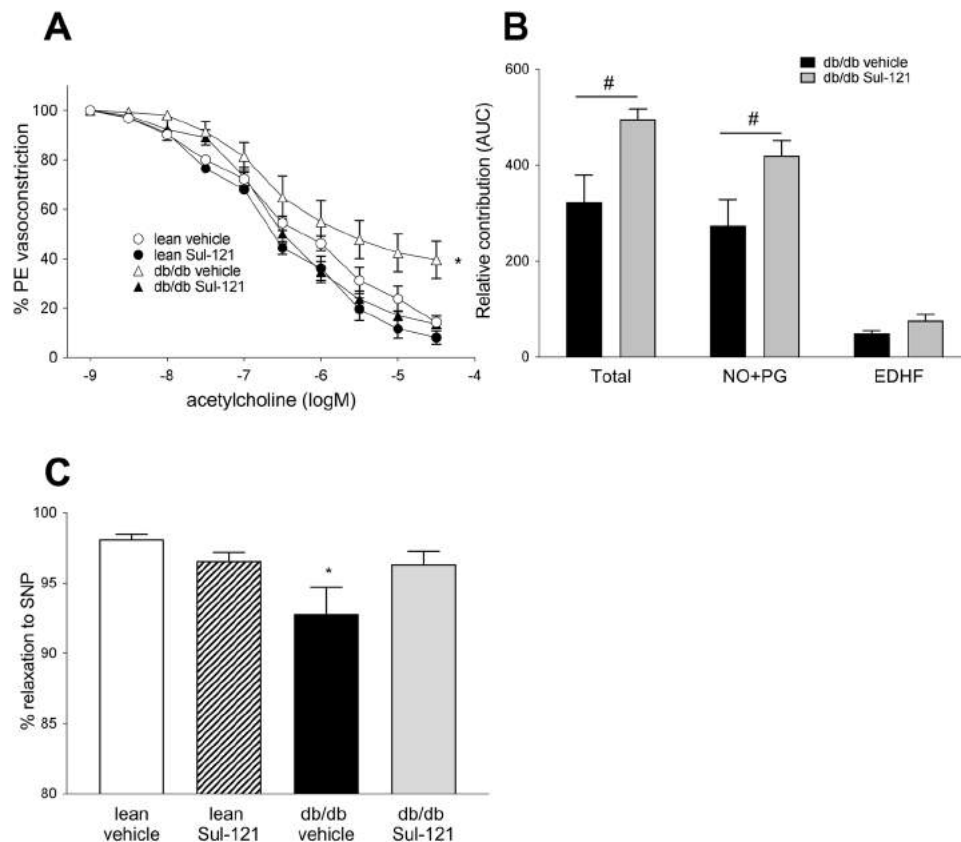 A
% PE vasoconstriction
100
80
60
40
20
0
lean vehicle
lean Sul-121
db/db vehicle
db/db Sul-121
*
-9 -8 -7 -6 -5 -4
acetylcholine (logM)
B
Relative contribution (AUC)
600
400
200
0
db/db vehicle
db/db Sul-121
# #
Total NO+PG EDHF
C
% relaxation to SNP
100
95
90
85
80
*
lean vehicle
lean Sul-121
db/db vehicle
db/db Sul-121